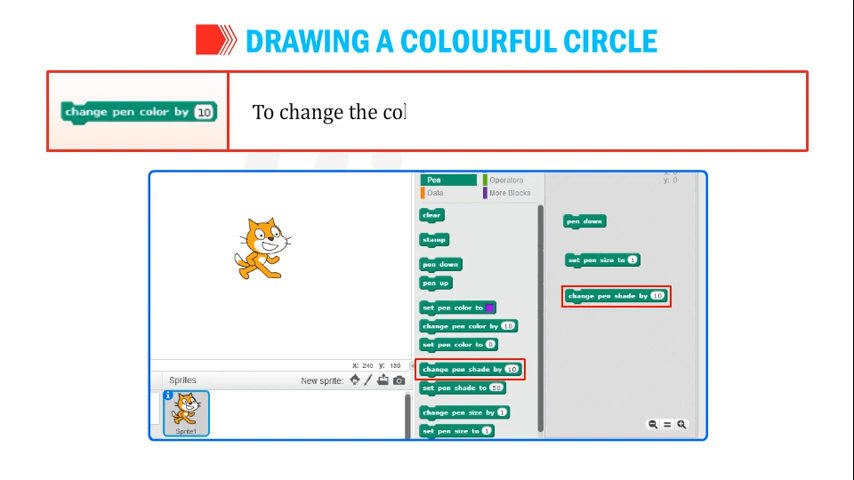 DRAWING A COLOURFUL CIRCLE
change pen color by 10
To change the col
Pen
Operators
Data
More Blocks
x: 0
y: 0
clear
stamp
pen down
pen up
set pen color to
change pen color by 10
set pen color to 0
change pen shade by 10
set pen shade to 50
change pen size by 1
set pen size to 1
pen down
set pen size to 1
change pen shade by 10
x: 240 y: 180
Sprites
New sprite:
Sprite1